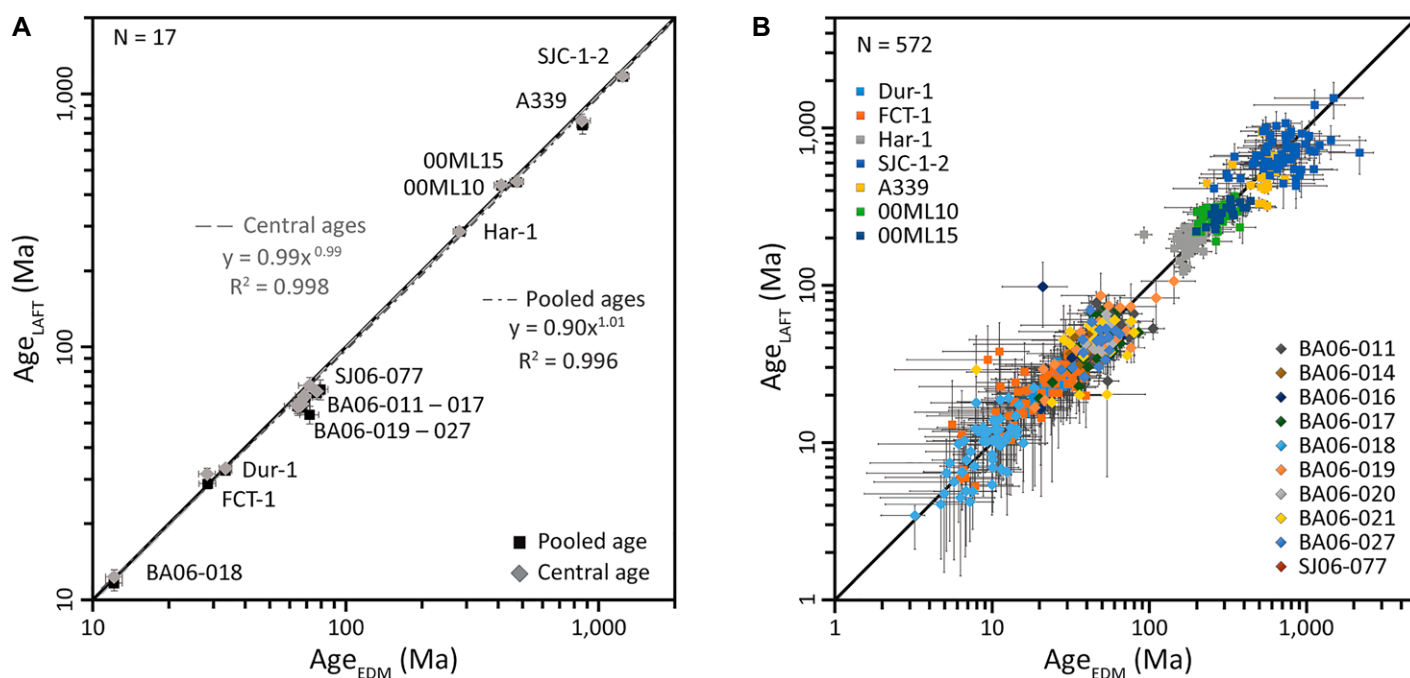 A
N = 17
SJC-1-2
A339
00ML15
00ML10
Har-1
Central ages
y = 0.99x^0.99
R² = 0.998
Pooled ages
y = 0.90x^1.01
R² = 0.996
SJ06-077
BA06-011 – 017
BA06-019 – 027
Dur-1
FCT-1
BA06-018
Pooled age
Central age
1,000
100
10
Age_LAFT (Ma)
10 100 1,000
Age_EDM (Ma)
B
N = 572
Dur-1
FCT-1
Har-1
SJC-1-2
A339
00ML10
00ML15
BA06-011
BA06-014
BA06-016
BA06-017
BA06-018
BA06-019
BA06-020
BA06-021
BA06-027
SJ06-077
1,000
100
10
1
Age_LAFT (Ma)
1 10 100 1,000
Age_EDM (Ma)